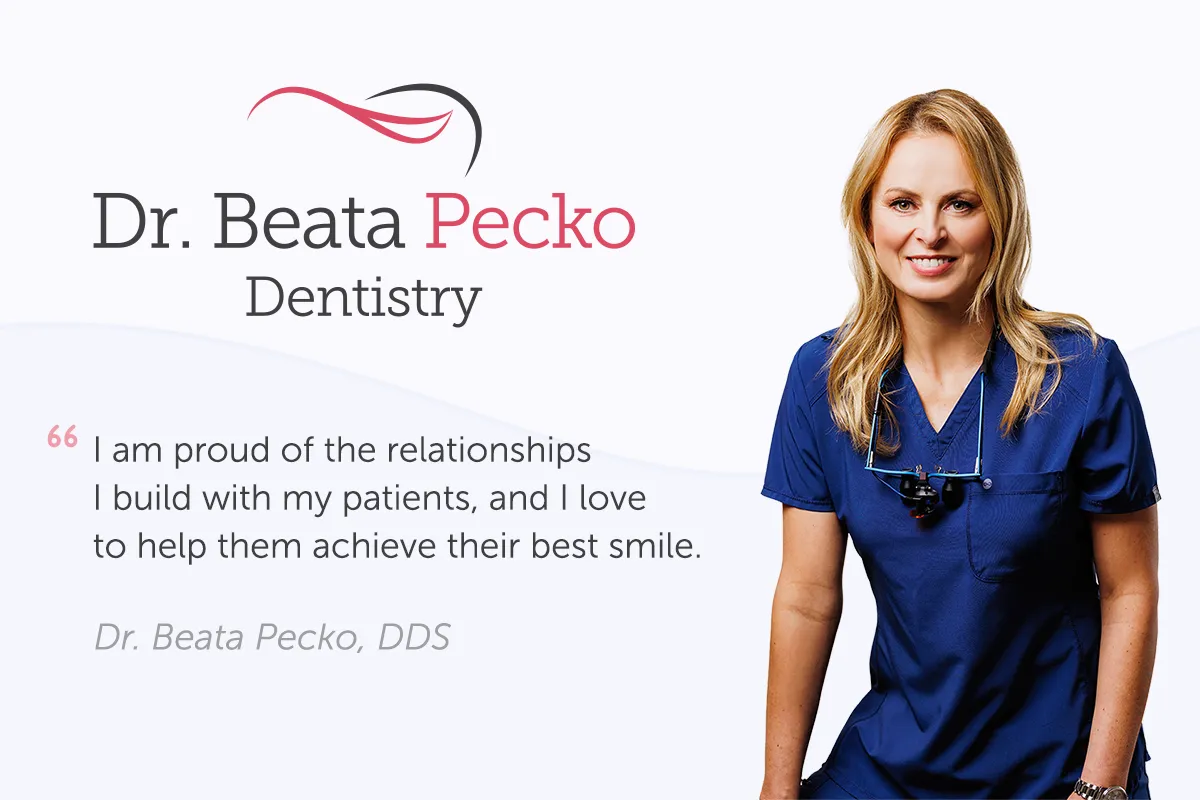 Dr. Beata Pecko
Dentistry
“ I am proud of the relationships
I build with my patients, and I love
to help them achieve their best smile.
Dr. Beata Pecko, DDS